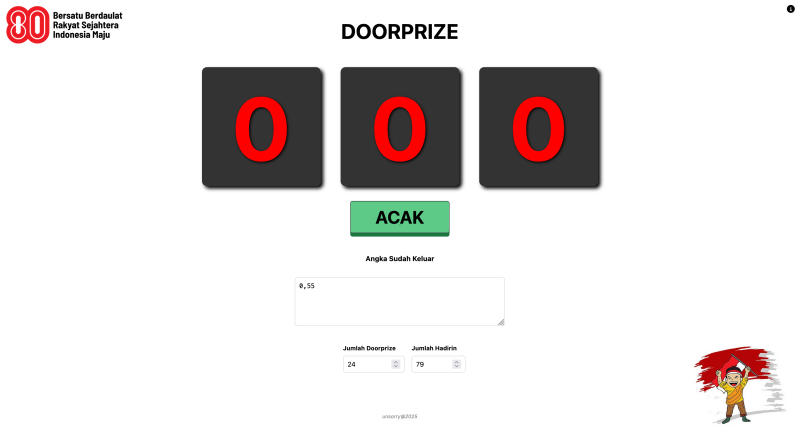 80
Bersatu Berdaulat
Rakyat Sejahtera
Indonesia Maju
DOORPRIZE
0 0 0
ACAK
Angka Sudah Keluar
0,55
Jumlah Doorprize Jumlah Hadirin
24 79
unsorry@2025